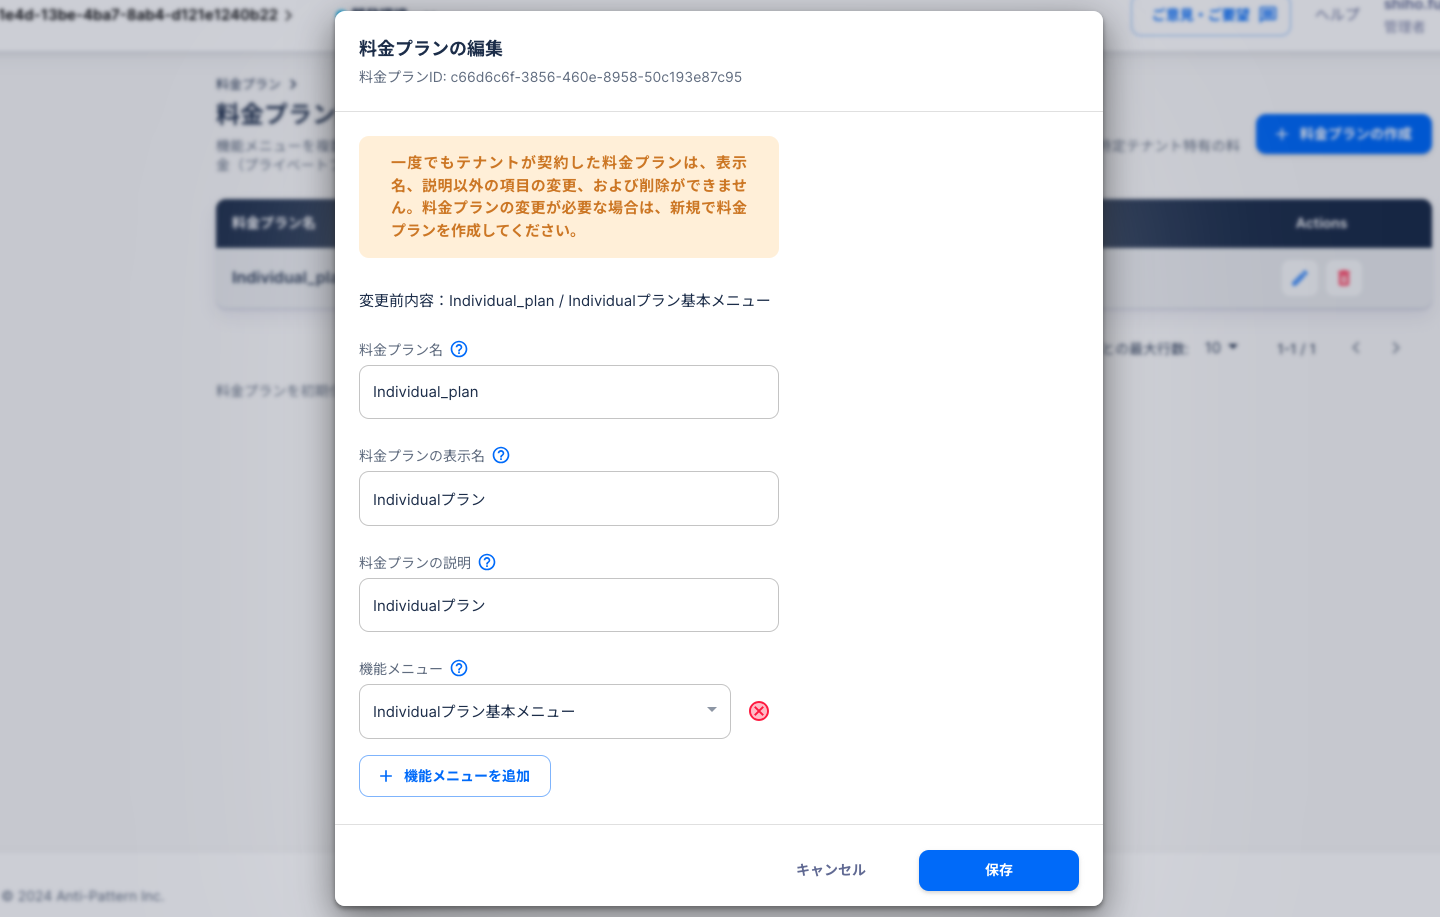 1e4d-13be-4ba7-8ab4-d121e1240b22
ご意見・ご要望
ヘルプ
shiho.fu
管理者
料金プラン
料金プラン
機能メニューを複
金（プライベート
定テナント特有の料
料金プランの作成
料金プラン名
Actions
Individual_pla
との最大行数:
10
1-1 / 1
料金プランを初期
料金プランの編集
料金プランID: c66d6c6f-3856-460e-8958-50c193e87c95
一度でもテナントが契約した料金プランは、表示
名、説明以外の項目の変更、および削除ができませ
ん。料金プランの変更が必要な場合は、新規で料金
プランを作成してください。
変更前内容：Individual_plan / Individualプラン基本メニュー
料金プラン名
Individual_plan
料金プランの表示名
Individualプラン
料金プランの説明
Individualプラン
機能メニュー
Individualプラン基本メニュー
機能メニューを追加
キャンセル
保存
© 2024 Anti-Pattern Inc.